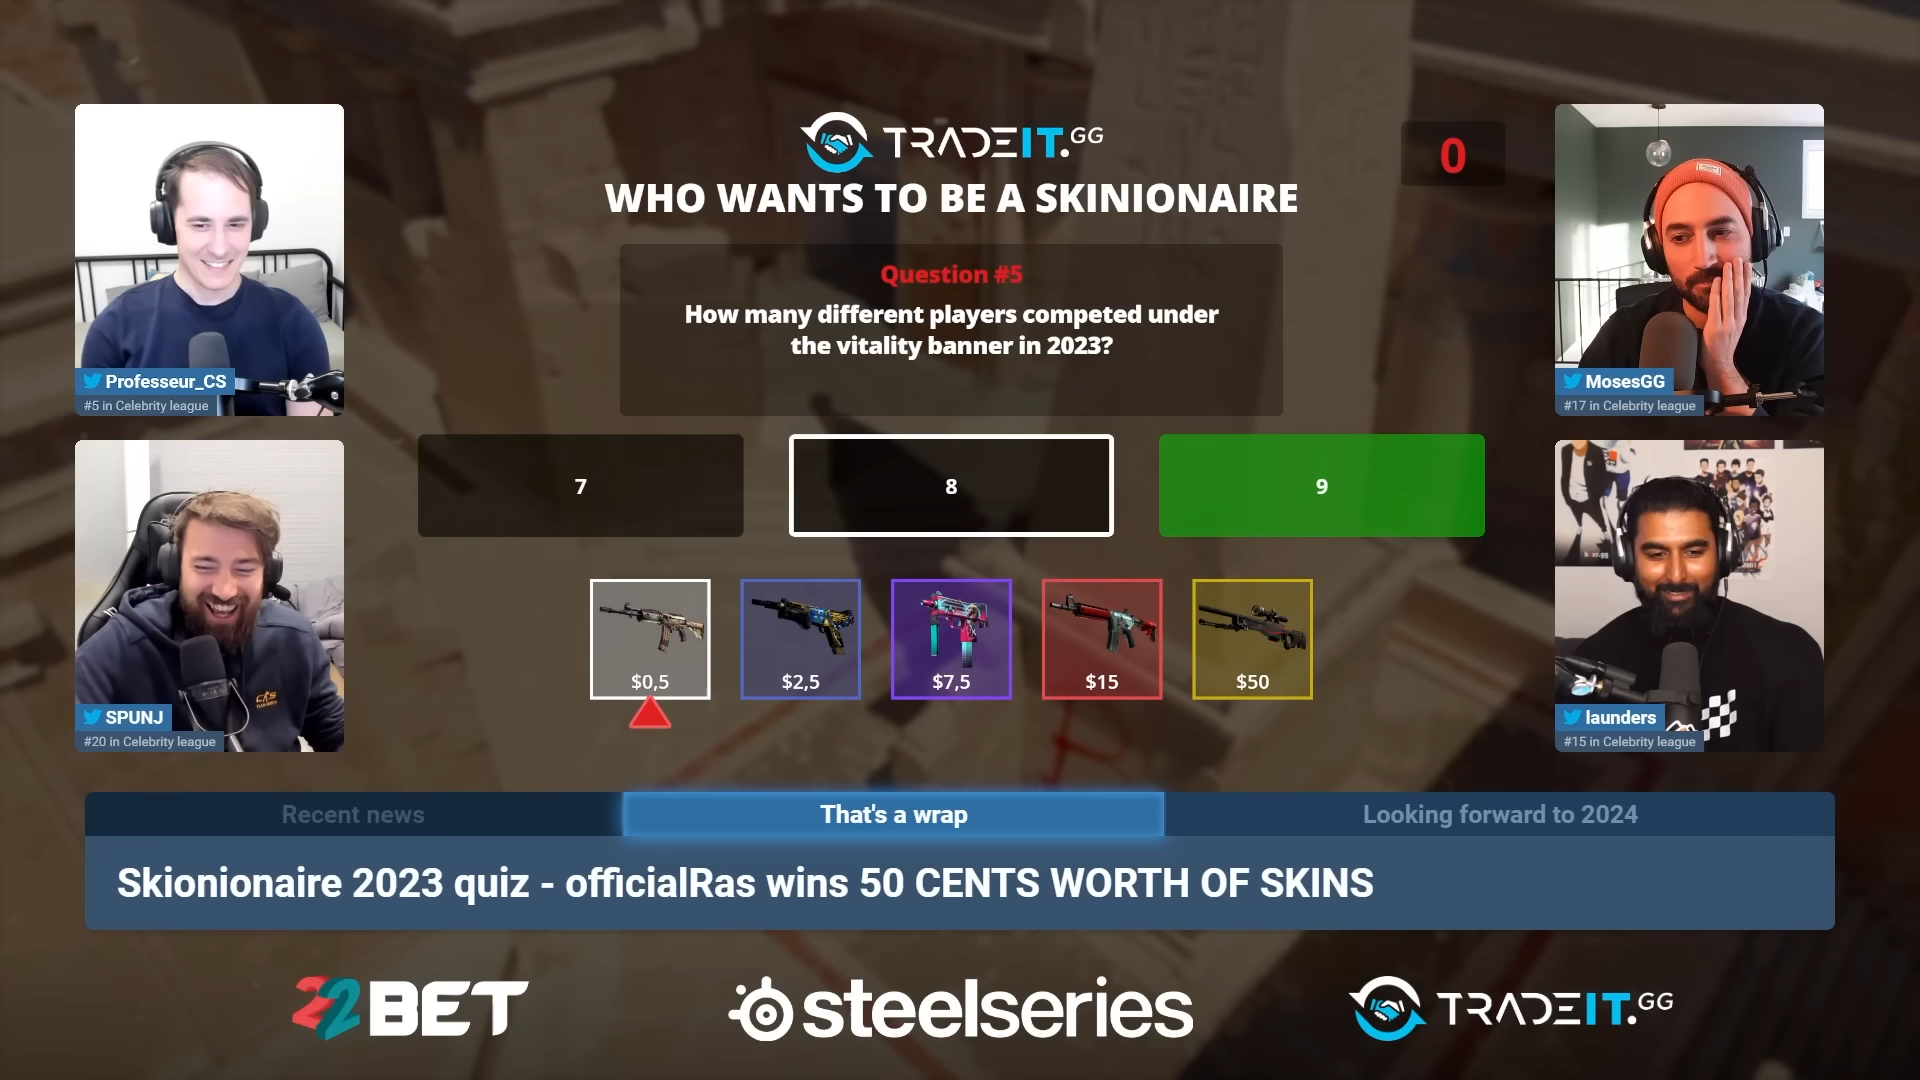 TRADEIT.GG
WHO WANTS TO BE A SKINIONAIRE
0
Question #5
How many different players competed under
the vitality banner in 2023?
Professeur_CS
#5 in Celebrity league
MosesGG
#17 in Celebrity league
7
8
9
$0,5
$2,5
$7,5
$15
$50
SPUNJ
#20 in Celebrity league
launders
#15 in Celebrity league
Recent news
That's a wrap
Looking forward to 2024
Skionionaire 2023 quiz - officialRas wins 50 CENTS WORTH OF SKINS
22BET
steelseries
TRADEIT.GG